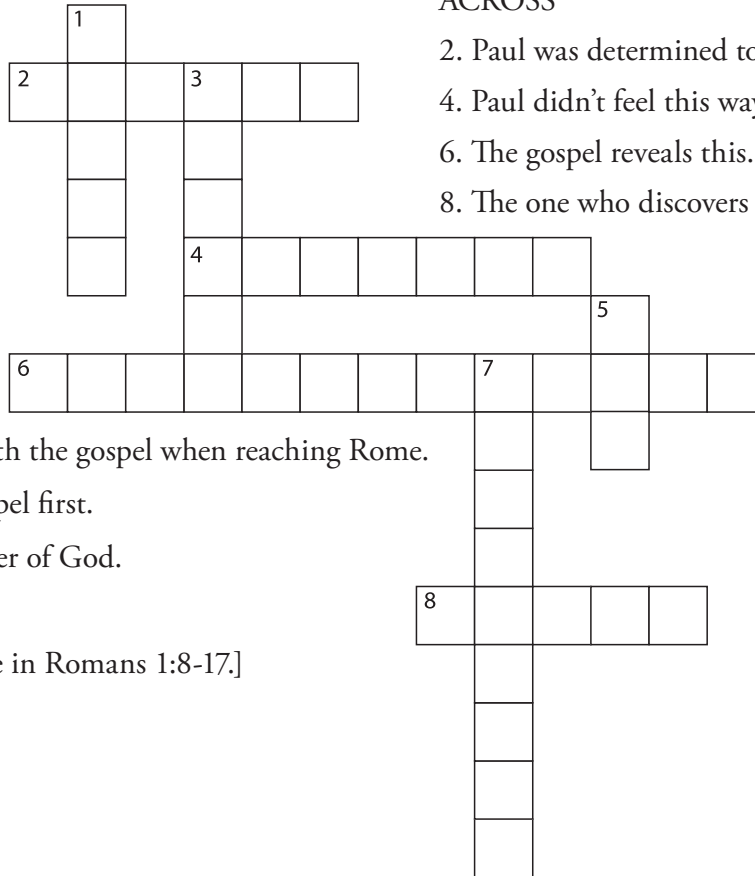 ACROSS
1
2. Paul was determined to
2
3
4. Paul didn't feel this way
6. The gospel reveals this.
8. The one who discovers
4
5
6
7
th the gospel when reaching Rome.
pel first.
er of God.
8
e in Romans 1:8-17.]